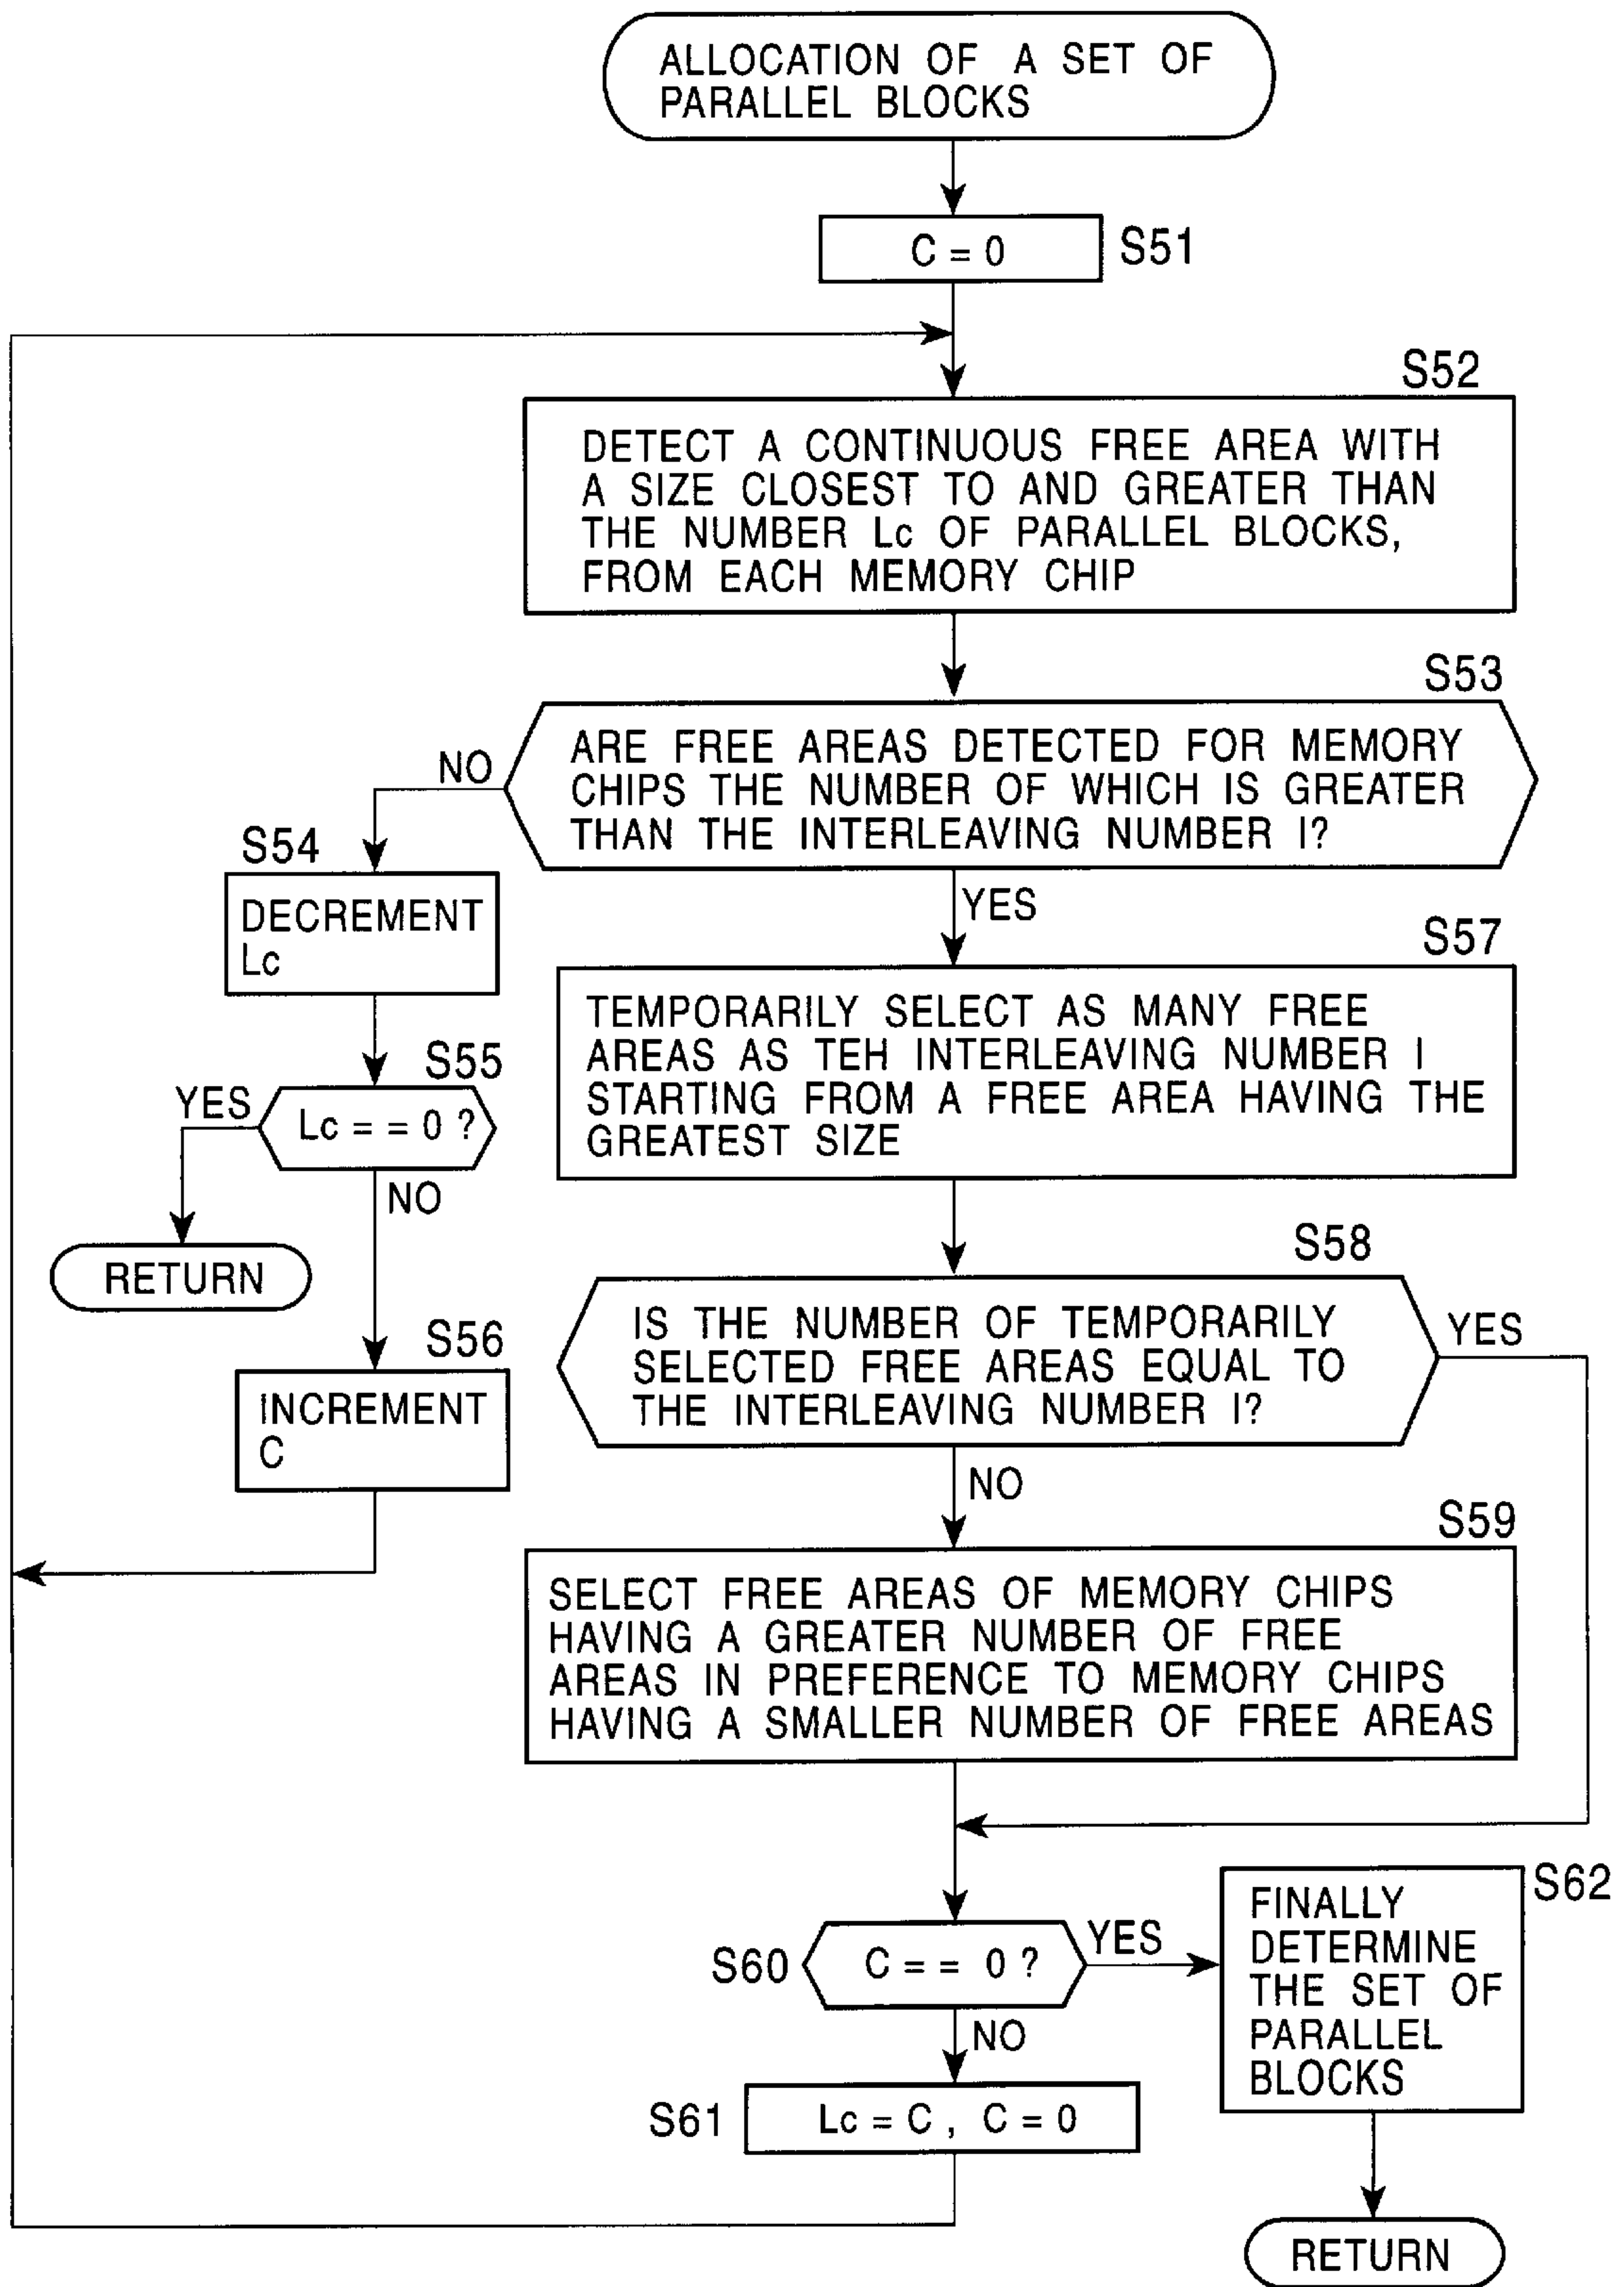 ALLOCATION OF A SET OF
PARALLEL BLOCKS
C = 0
S51
S52
DETECT A CONTINUOUS FREE AREA WITH
A SIZE CLOSEST TO AND GREATER THAN
THE NUMBER Lc OF PARALLEL BLOCKS,
FROM EACH MEMORY CHIP
S53
ARE FREE AREAS DETECTED FOR MEMORY
CHIPS THE NUMBER OF WHICH IS GREATER
THAN THE INTERLEAVING NUMBER I?
NO
S54
DECREMENT
Lc
YES
S57
TEMPORARILY SELECT AS MANY FREE
AREAS AS TEH INTERLEAVING NUMBER I
STARTING FROM A FREE AREA HAVING THE
GREATEST SIZE
S55
YES
Lc = = 0 ?
NO
RETURN
S58
IS THE NUMBER OF TEMPORARILY
SELECTED FREE AREAS EQUAL TO
THE INTERLEAVING NUMBER I?
YES
S56
INCREMENT
C
NO
S59
SELECT FREE AREAS OF MEMORY CHIPS
HAVING A GREATER NUMBER OF FREE
AREAS IN PREFERENCE TO MEMORY CHIPS
HAVING A SMALLER NUMBER OF FREE AREAS
S60
C = = 0 ?
YES
S62
FINALLY
DETERMINE
THE SET OF
PARALLEL
BLOCKS
NO
S61
Lc = C , C = 0
RETURN